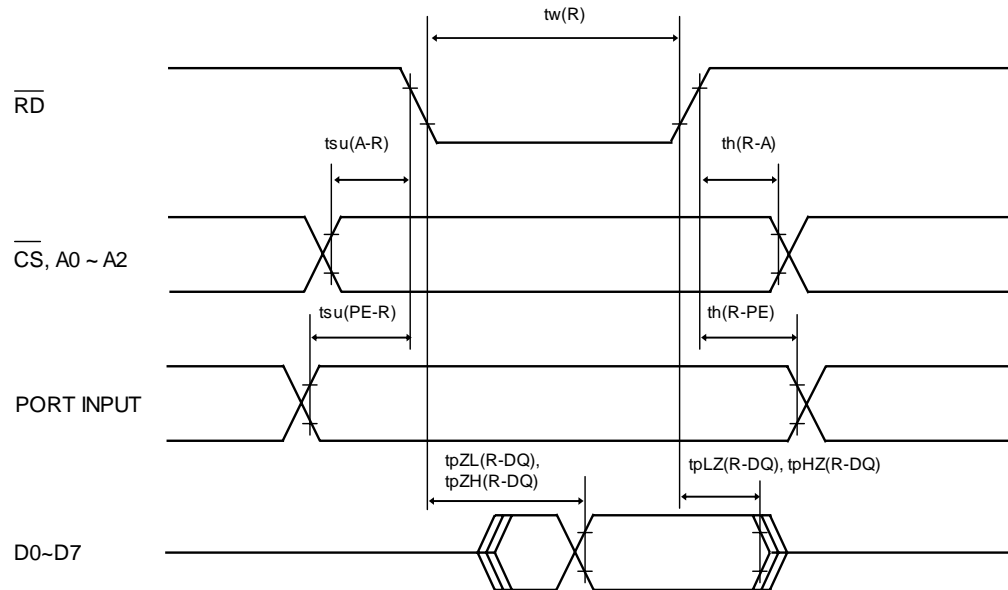 tw(R)
RD
tsu(A-R)
th(R-A)
CS, A0 ~ A2
tsu(PE-R)
th(R-PE)
PORT INPUT
tpZL(R-DQ),
tpZH(R-DQ)
tpLZ(R-DQ), tpHZ(R-DQ)
D0~D7